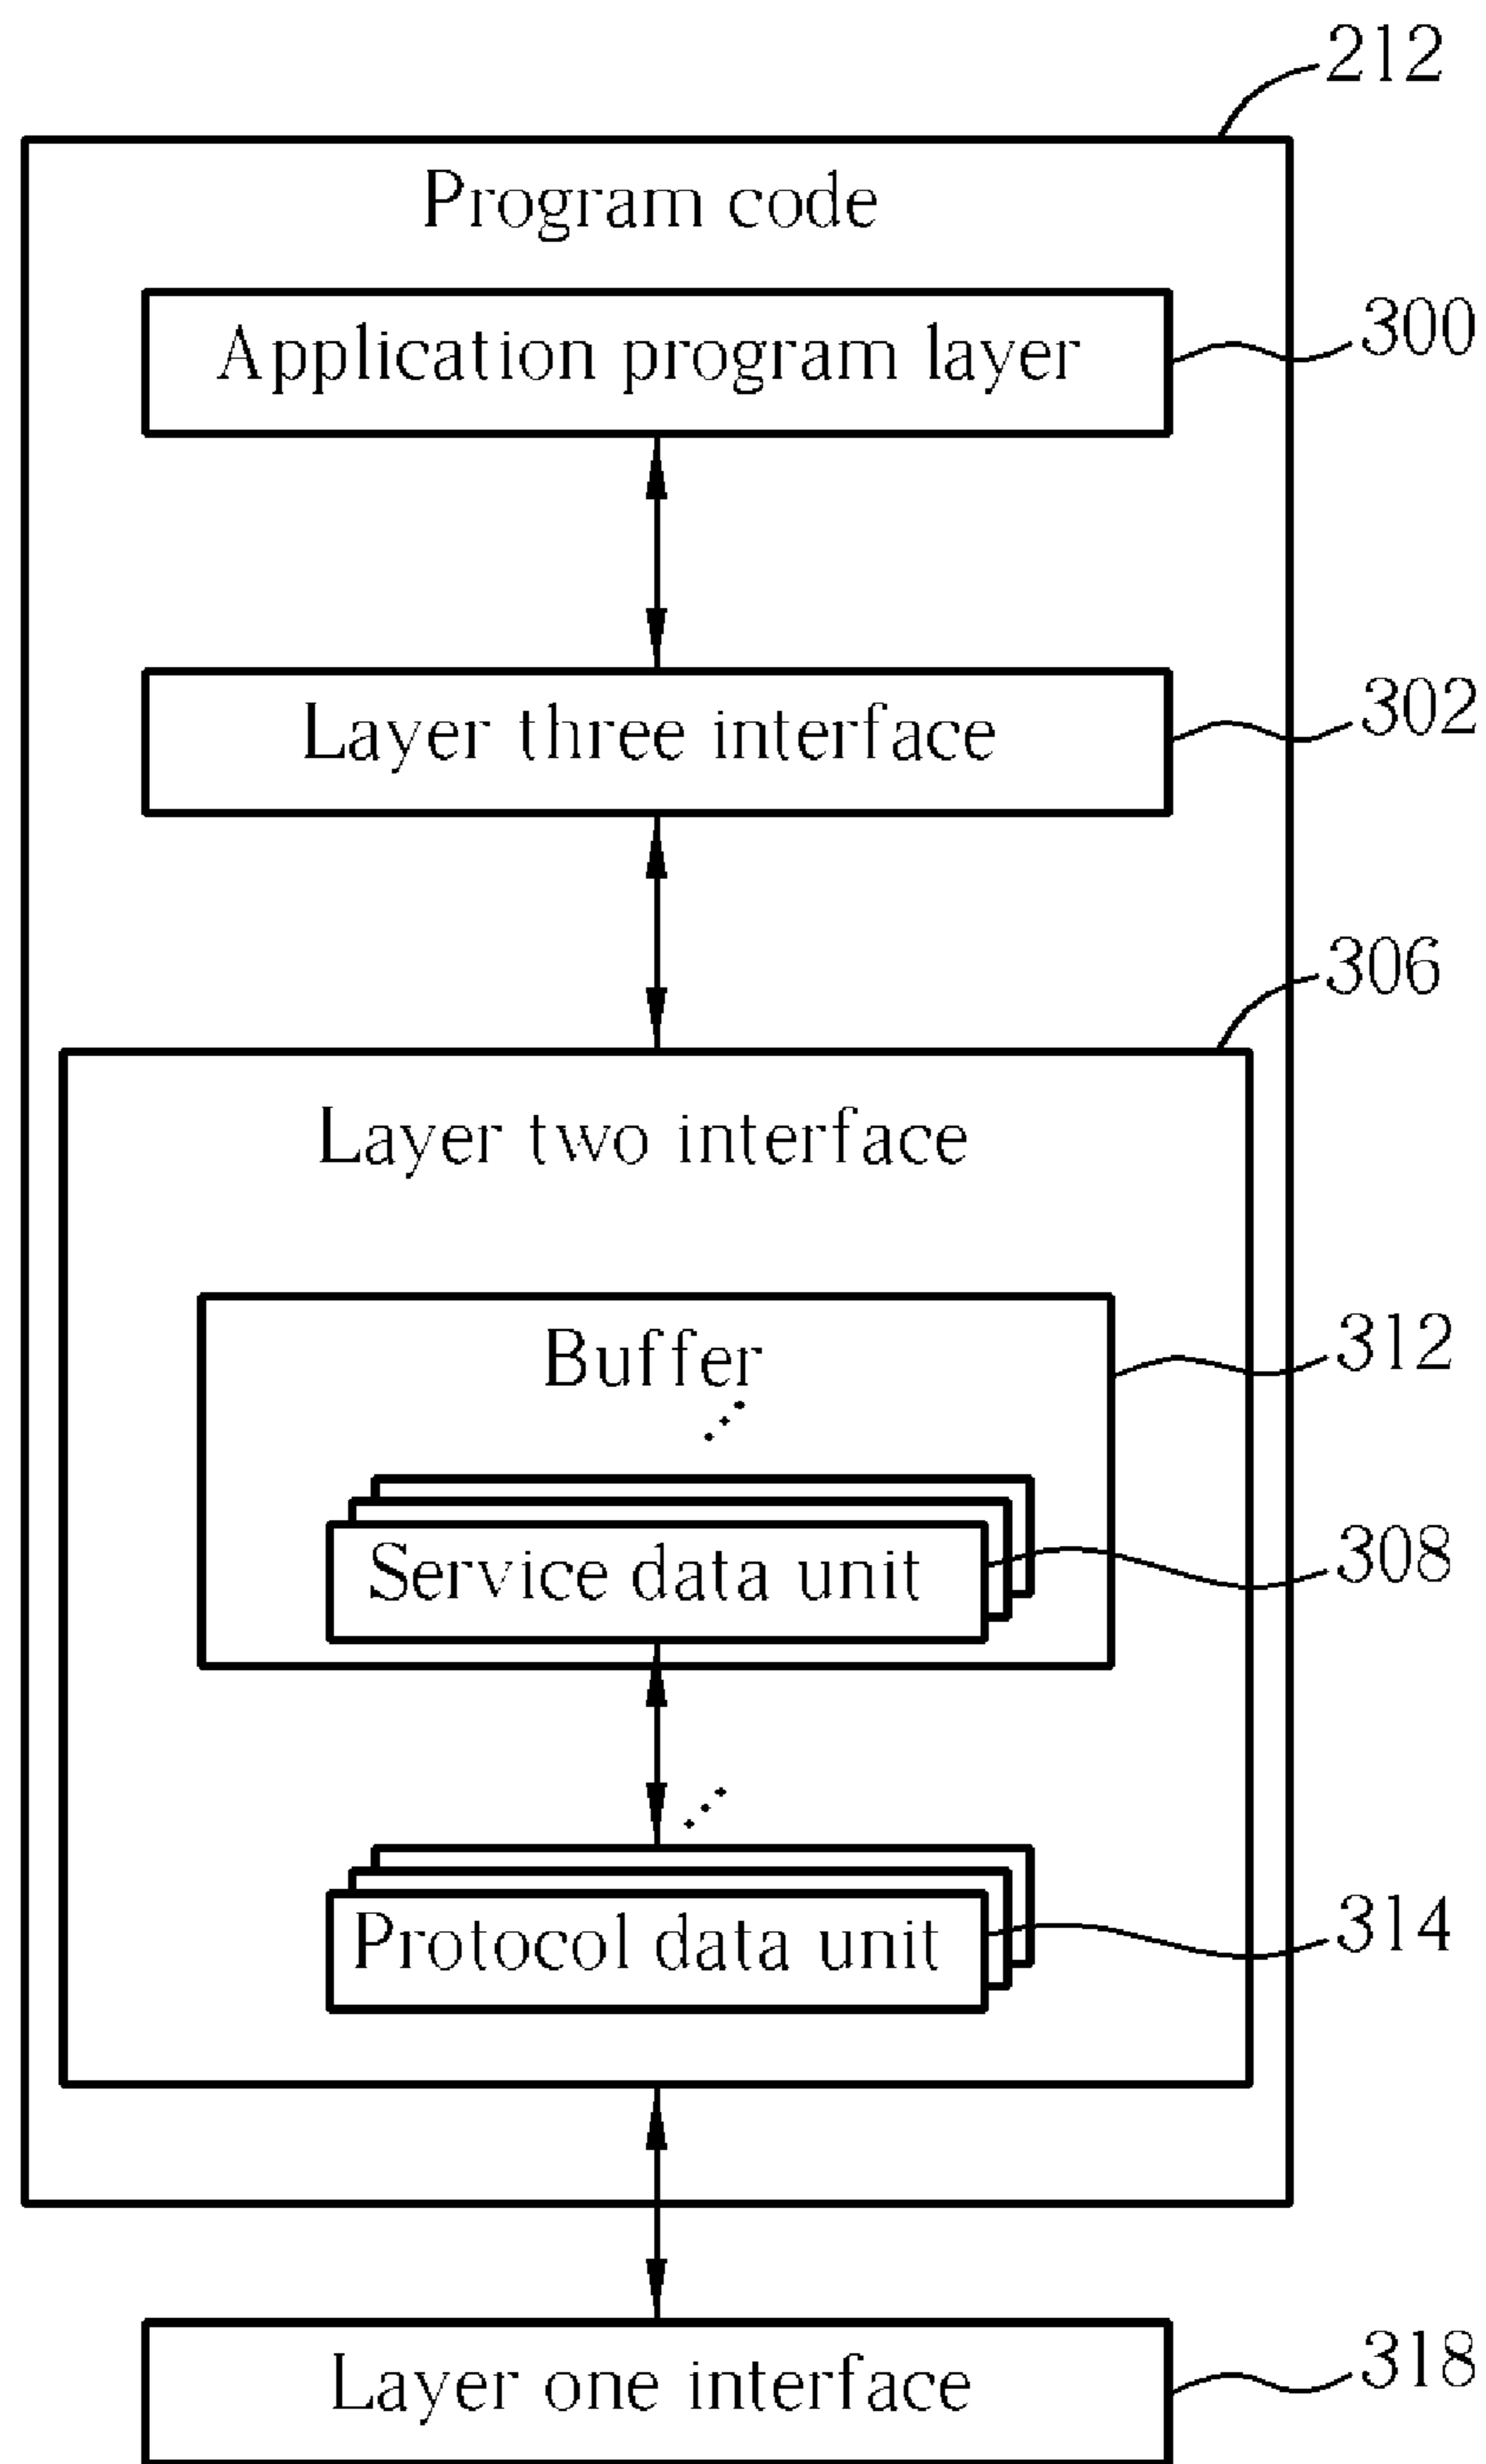 212
Program code
Application program layer
300
Layer three interface
302
306
Layer two interface
Buffer
312
Service data unit
308
Protocol data unit
314
Layer one interface
318